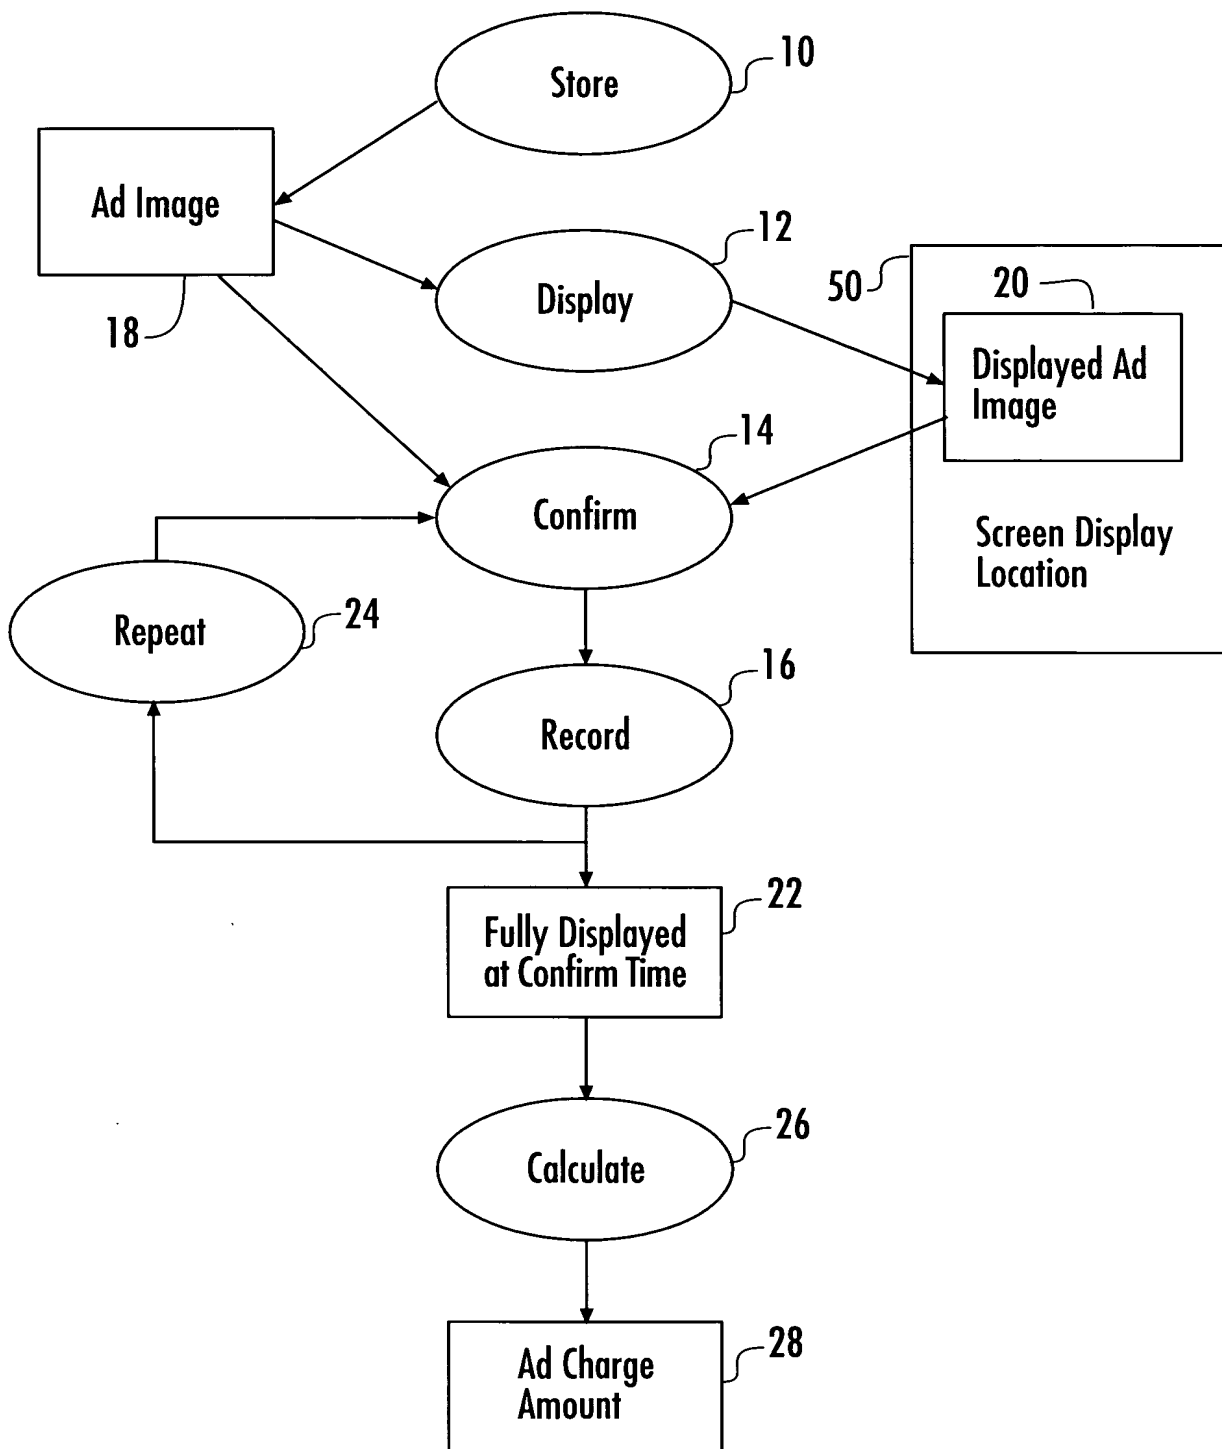 10
Store
Ad Image
18
12
Display
50
20
Displayed Ad
Image
14
Confirm
Screen Display
Location
Repeat
24
16
Record
22
Fully Displayed
at Confirm Time
26
Calculate
28
Ad Charge
Amount